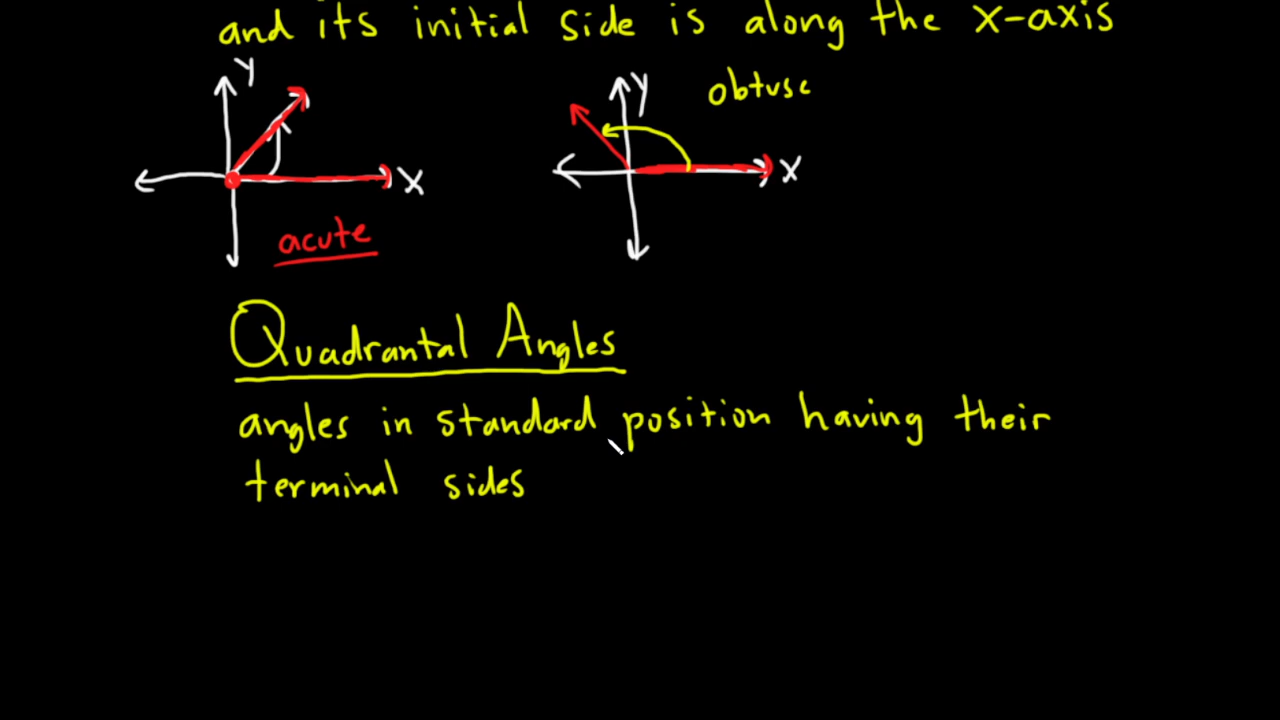 and its initial side is along the x-axis
y
y
obtuse
x
x
acute
Quadrantal Angles
angles in standard position having their
terminal sides